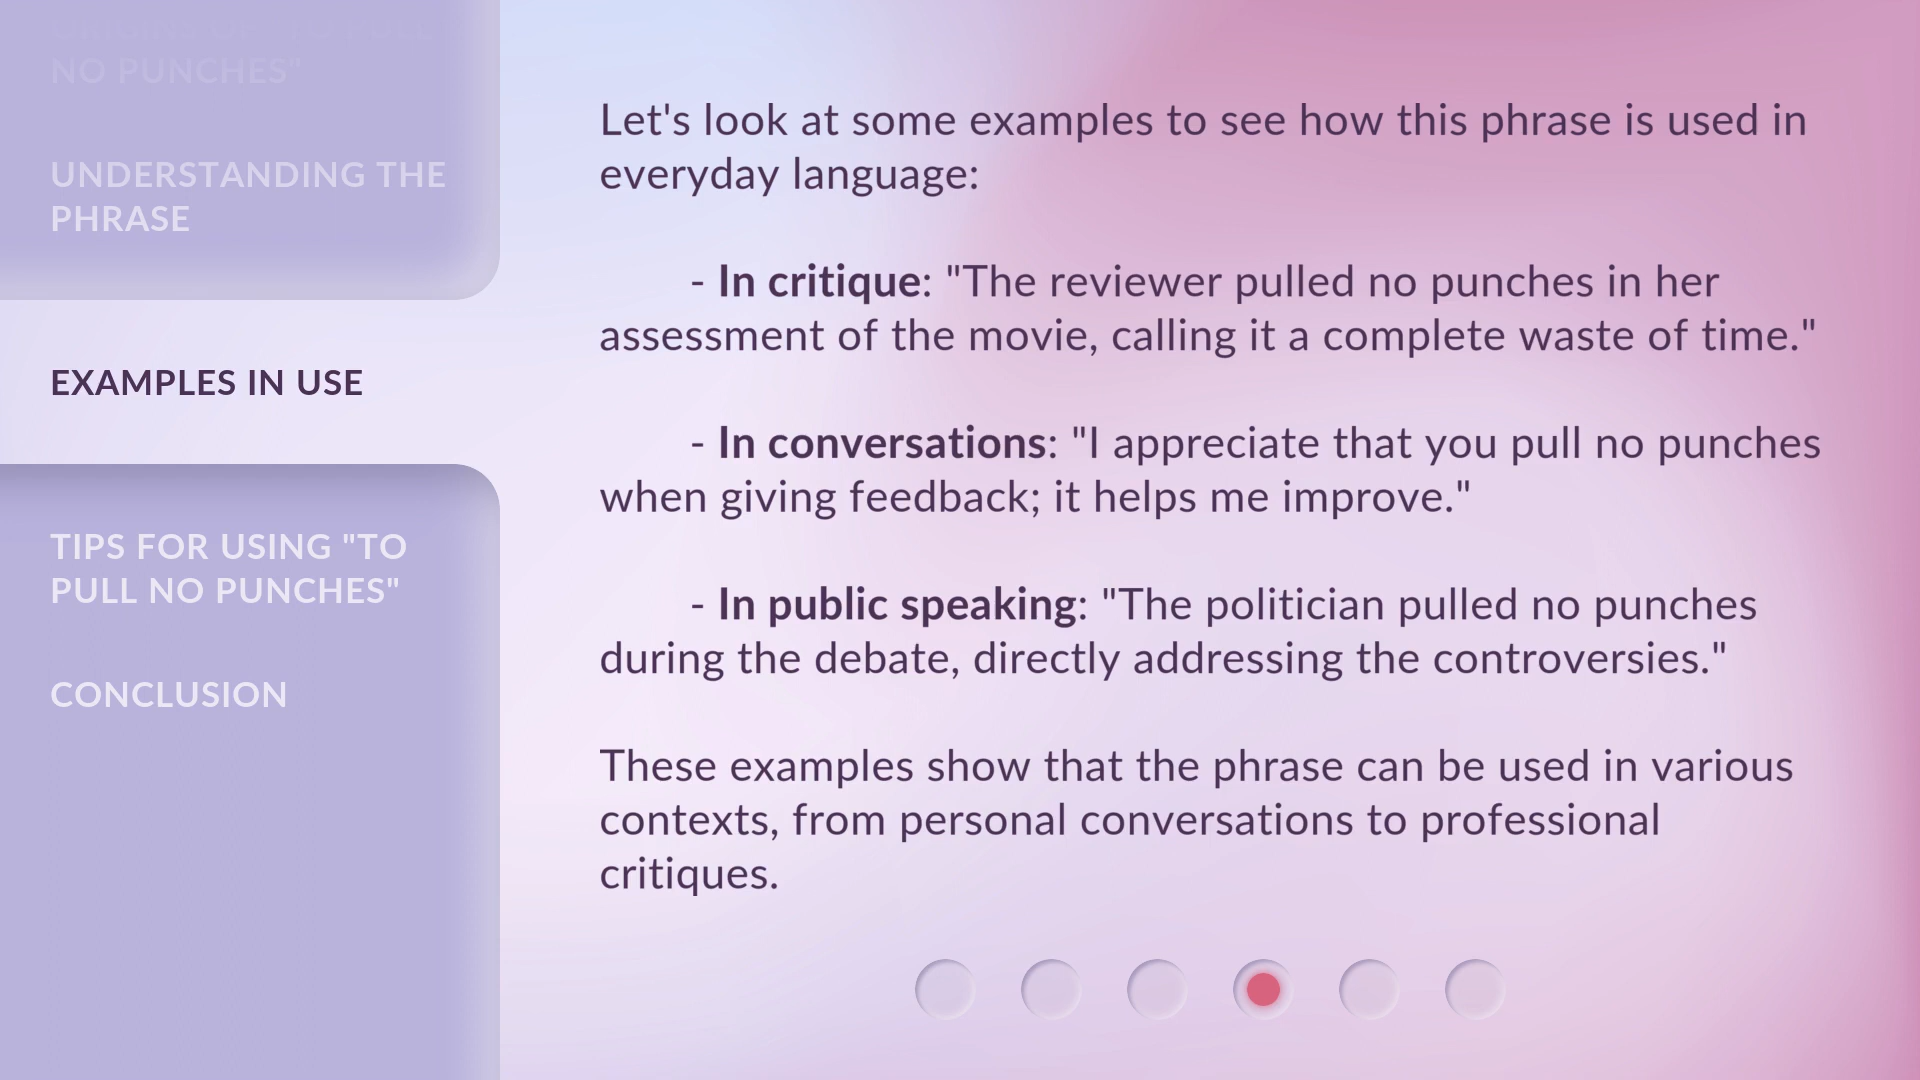 ORIGINS OF "TO PULL
NO PUNCHES"
UNDERSTANDING THE
PHRASE
EXAMPLES IN USE
TIPS FOR USING "TO
PULL NO PUNCHES"
CONCLUSION
Let's look at some examples to see how this phrase is used in
everyday language:
- In critique: "The reviewer pulled no punches in her
assessment of the movie, calling it a complete waste of time."
- In conversations: "I appreciate that you pull no punches
when giving feedback; it helps me improve."
- In public speaking: "The politician pulled no punches
during the debate, directly addressing the controversies."
These examples show that the phrase can be used in various
contexts, from personal conversations to professional
critiques.